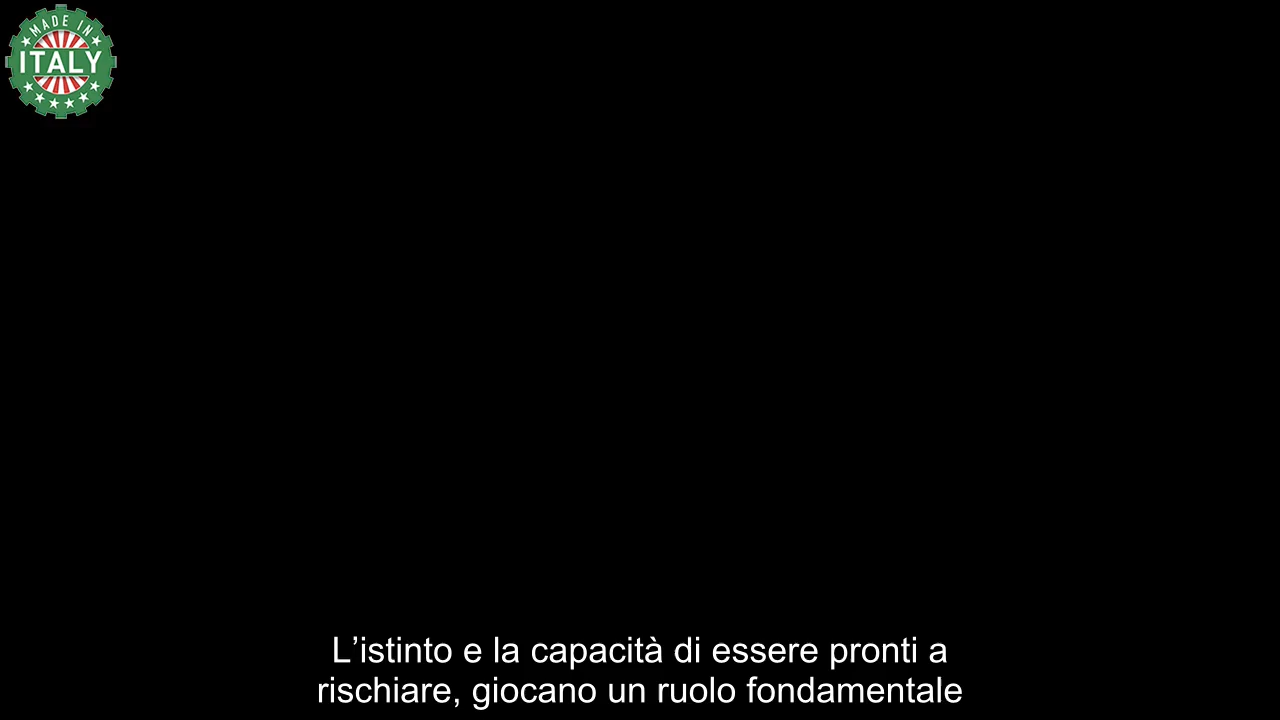 MADE IN
ITALY
L’istinto e la capacità di essere pronti a
rischiare, giocano un ruolo fondamentale